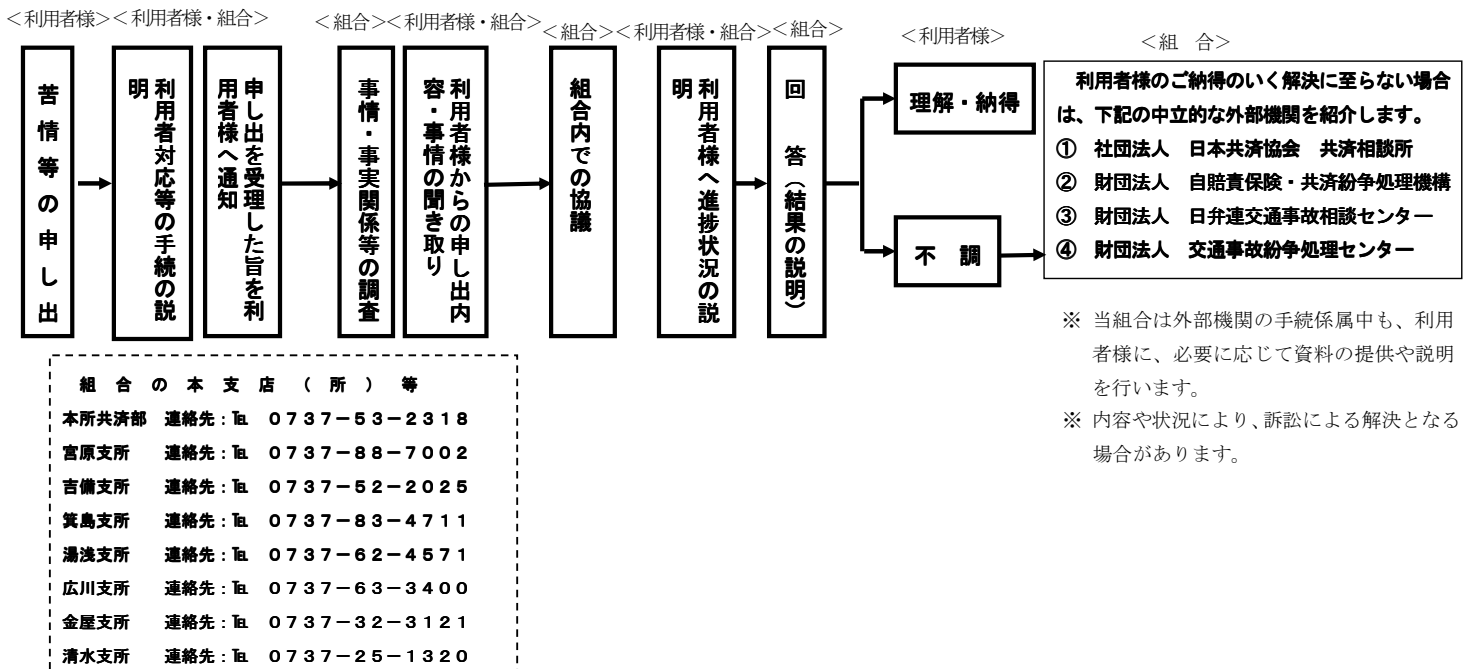 ＜利用者様＞＜利用者様・組合＞　＜組合＞＜利用者様・組合＞＜組合＞＜利用者様・組合＞＜組合＞　＜利用者様＞　＜組　合＞
苦情等の申し出
利用者対応等の手続の説
明
申し出を受理した旨を利
用者様へ通知
事情・事実関係等の調査
利用者様からの申し出内
容・事情の聞き取り
組合内での協議
利用者様へ進捗状況の説
明
回　答（結果の説明）
理解・納得
不　調
利用者様のご納得のいく解決に至らない場合
は、下記の中立的な外部機関を紹介します。
①　社団法人　日本共済協会　共済相談所
②　財団法人　自賠責保険・共済紛争処理機構
③　財団法人　日弁連交通事故相談センター
④　財団法人　交通事故紛争処理センター
※ 当組合は外部機関の手続係属中も、利用
者様に、必要に応じて資料の提供や説明
を行います。
※ 内容や状況により、訴訟による解決となる
場合があります。
組　合　の　本　支　店　（　所　）　等
本所共済部　連絡先：℡　０７３７－５３－２３１８
宮原支所　　連絡先：℡　０７３７－８８－７００２
吉備支所　　連絡先：℡　０７３７－５２－２０２５
箕島支所　　連絡先：℡　０７３７－８３－４７１１
湯浅支所　　連絡先：℡　０７３７－６２－４５７１
広川支所　　連絡先：℡　０７３７－６３－３４００
金屋支所　　連絡先：℡　０７３７－３２－３１２１
清水支所　　連絡先：℡　０７３７－２５－１３２０